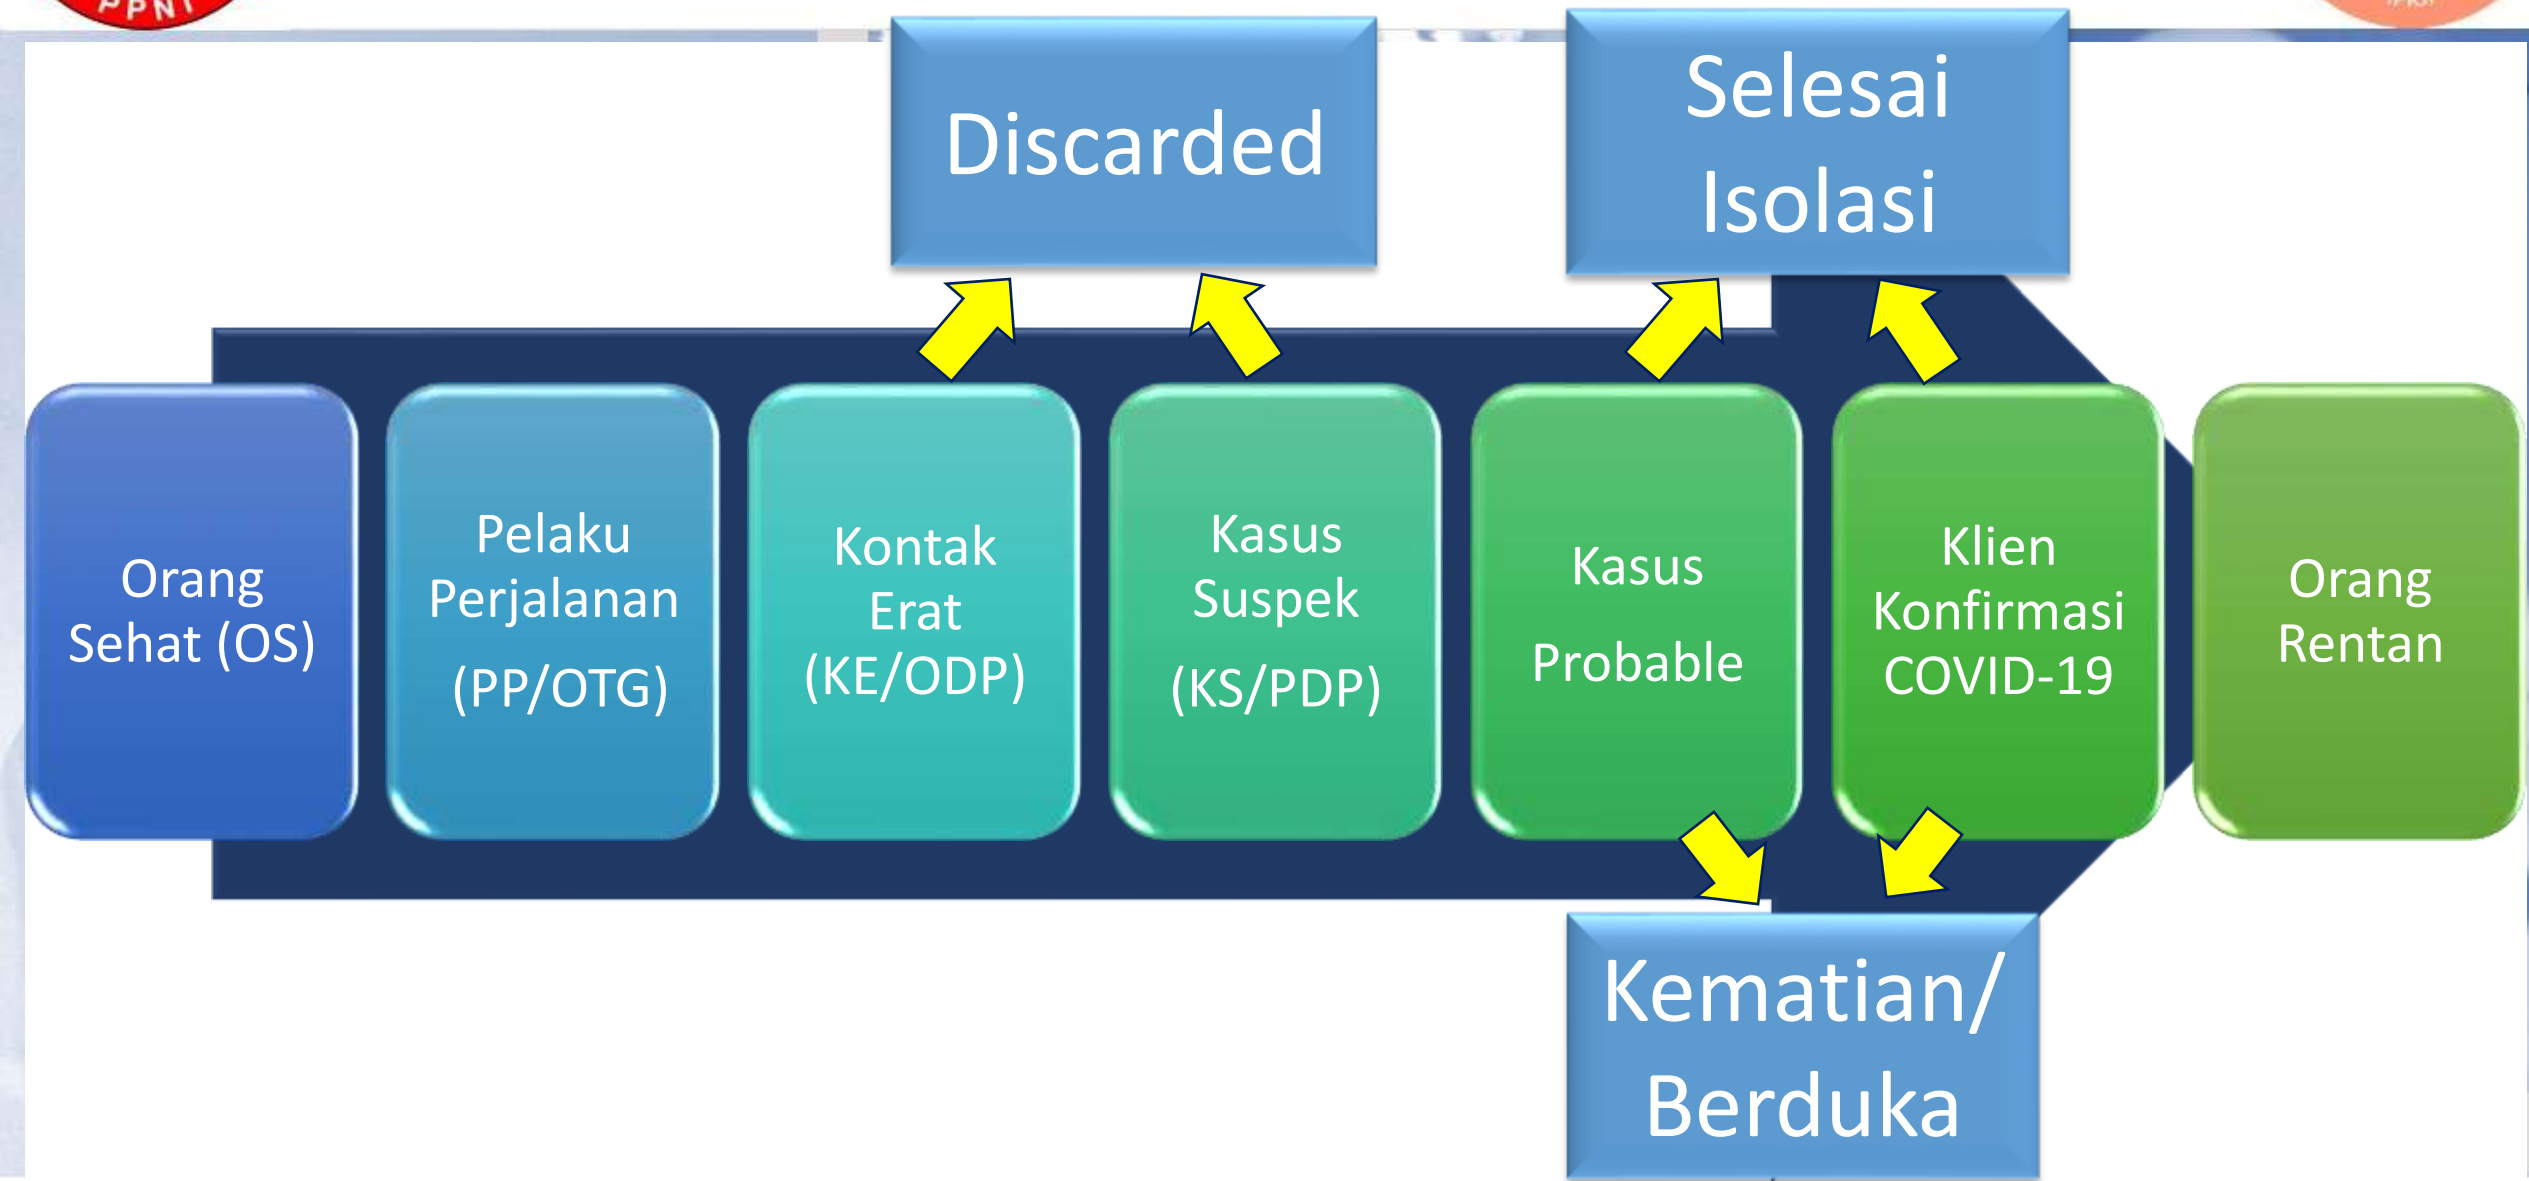 PPNI
Discarded
Selesai
Isolasi
Orang
Sehat (OS)
Pelaku
Perjalanan
(PP/OTG)
Kontak
Erat
(KE/ODP)
Kasus
Suspek
(KS/PDP)
Kasus
Probable
Klien
Konfirmasi
COVID-19
Orang
Rentan
Kematian/
Berduka